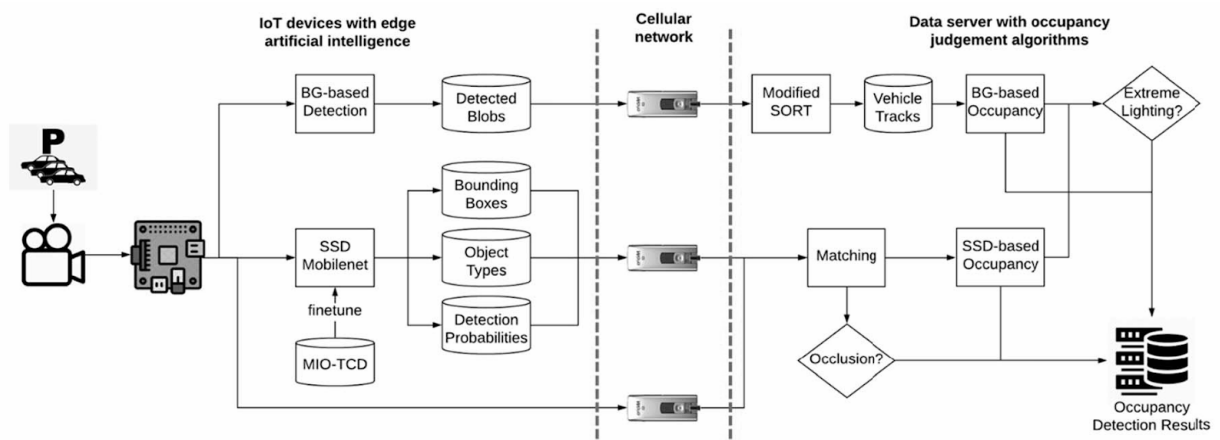 IoT devices with edge
artificial intelligence
Cellular
network
Data server with occupancy
judgement algorithms
BG-based
Detection
Detected
Blobs
Modified
SORT
Vehicle
Tracks
BG-based
Occupancy
Extreme
Lighting?
P
Bounding
Boxes
SSD
Mobilenet
Object
Types
Matching
SSD-based
Occupancy
finetune
Detection
Probabilities
MIO-TCD
Occlusion?
Occupancy
Detection Results